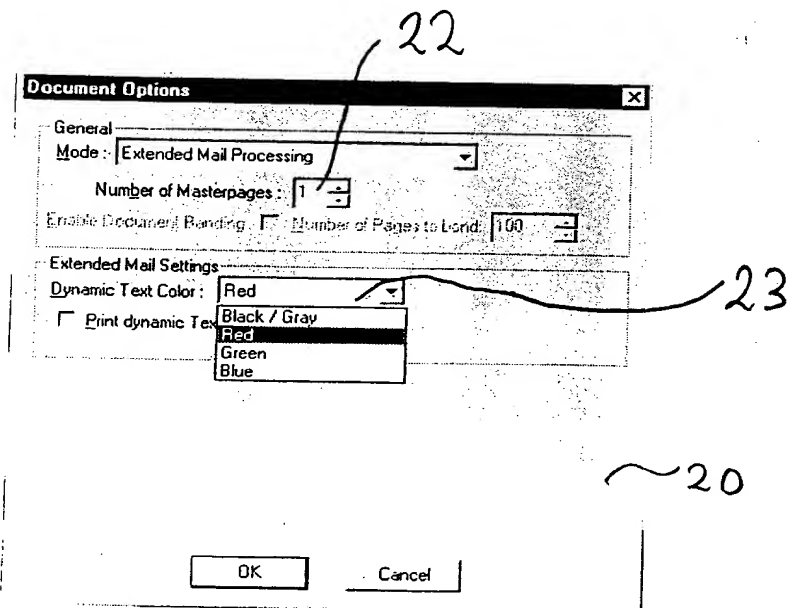 22
Document Options
General
Mode: Extended Mail Processing
Number of Masterpages: 1
Enable Document Banding Number of Pages to Band: 100
Extended Mail Settings
Dynamic Text Color: Red
Print dynamic Tex
Black / Gray
Red
Green
Blue
23
20
OK Cancel